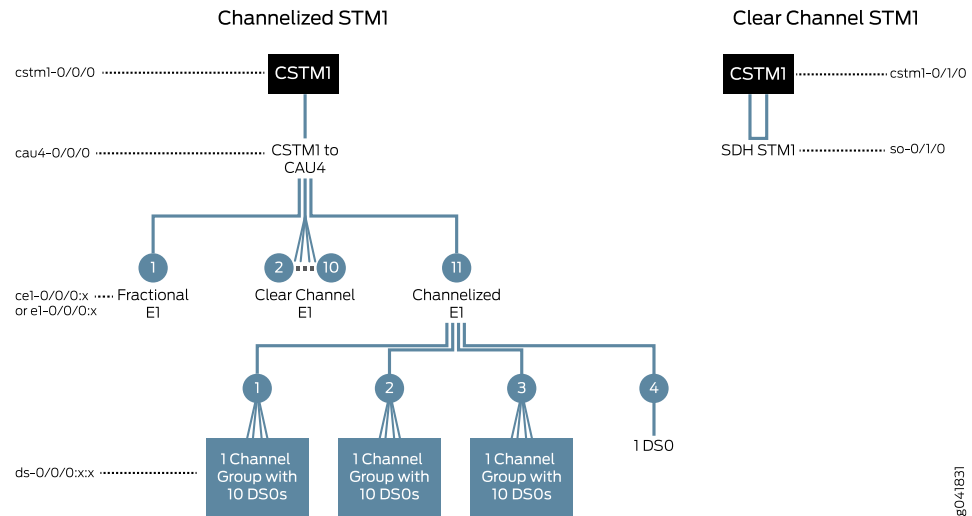 Channelized STM1
Clear Channel STM1
cstm1-0/0/0
CSTM1
CSTM1
cstm1-0/1/0
cau4-0/0/0
CSTM1 to
CAU4
SDH STM1
so-0/1/0
1
2
10
11
ce1-0/0/0:x
or e1-0/0/0:x
Fractional
E1
Clear Channel
E1
Channelized
E1
1
2
3
4
1 DS0
ds-0/0/0:x:x
1 Channel
Group with
10 DS0s
1 Channel
Group with
10 DS0s
1 Channel
Group with
10 DS0s
g041831